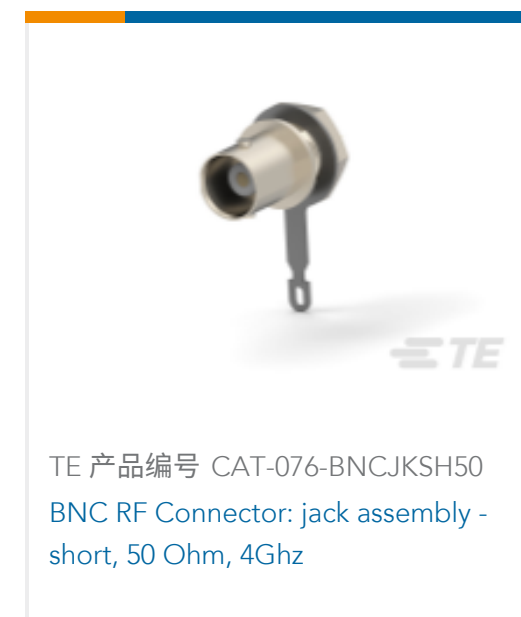 TE
TE 产品编号 CAT-076-BNCJKSH50
BNC RF Connector: jack assembly -
short, 50 Ohm, 4Ghz